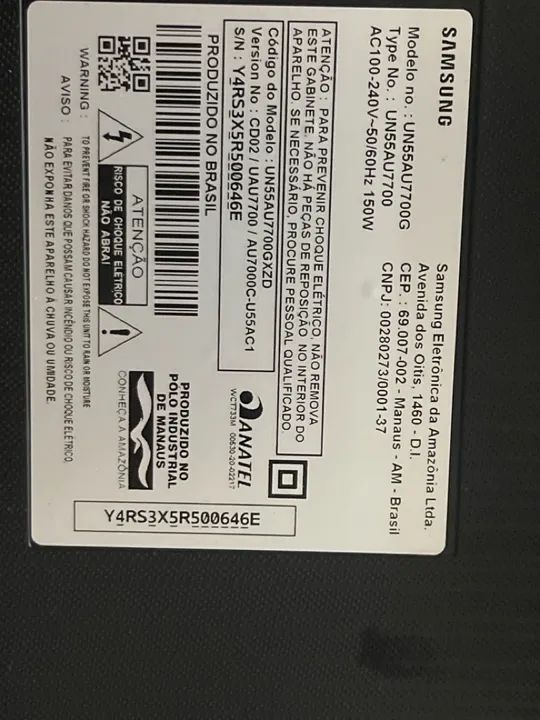 SAMSUNG
Modelo no. : UN55AU7700G
Type No. : UN55AU7700
AC100-240V~50/60Hz 150W
Samsung Eletrônica da Amazônia Ltda.
Avenida dos Oitis, 1460 - D.I.
CEP. : 69.007-002 - Manaus - AM - Brasil
CNPJ: 00280273/0001-37
ATENÇÃO : PARA PREVENIR CHOQUE ELÉTRICO, NÃO REMOVA
ESTE GABINETE. NÃO HÁ PEÇAS DE REPOSIÇÃO, NO INTERIOR DO
APARELHO. SE NECESSÁRIO, PROCURE PESSOAL QUALIFICADO.
Código do Modelo : UN55AU7700GXZD
Version No : CD02 / UAU7700 / AU7000C-U55AC1
S/N : Y4RS3X5R500646E
ANATEL
WCT733M 00630-20-02217
PRODUZIDO NO BRASIL
ATENÇÃO
RISCO DE CHOQUE ELÉTRICO
NÃO ABRA!
PRODUZIDO NO
PÓLO INDUSTRIAL
DE MANAUS
CONHEÇA A AMAZÔNIA
WARNING : TO PREVENT FIRE OR SHOCK HAZARD DO NOT EXPOSE THIS UNIT TO RAIN OR MOISTURE
AVISO : PARA EVITAR DANOS QUE POSSAM CAUSAR INCÊNDIO OU RISCO DE CHOQUE ELÉTRICO,
NÃO EXPONHA ESTE APARELHO À CHUVA OU UMIDADE.
Y4RS3X5R500646E